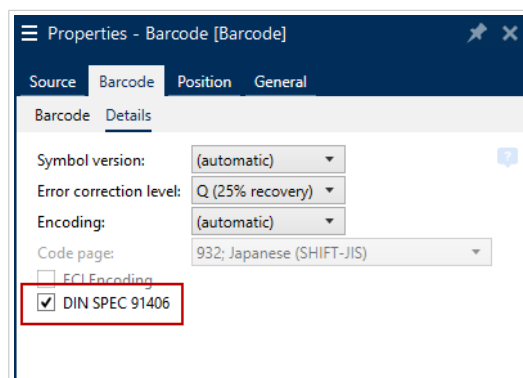 Properties - Barcode [Barcode]
Source Barcode Position General
Barcode Details
Symbol version: (automatic)
Error correction level: Q (25% recovery)
Encoding: (automatic)
Code page: 932; Japanese (SHIFT-JIS)
ECI Encoding
DIN SPEC 91406